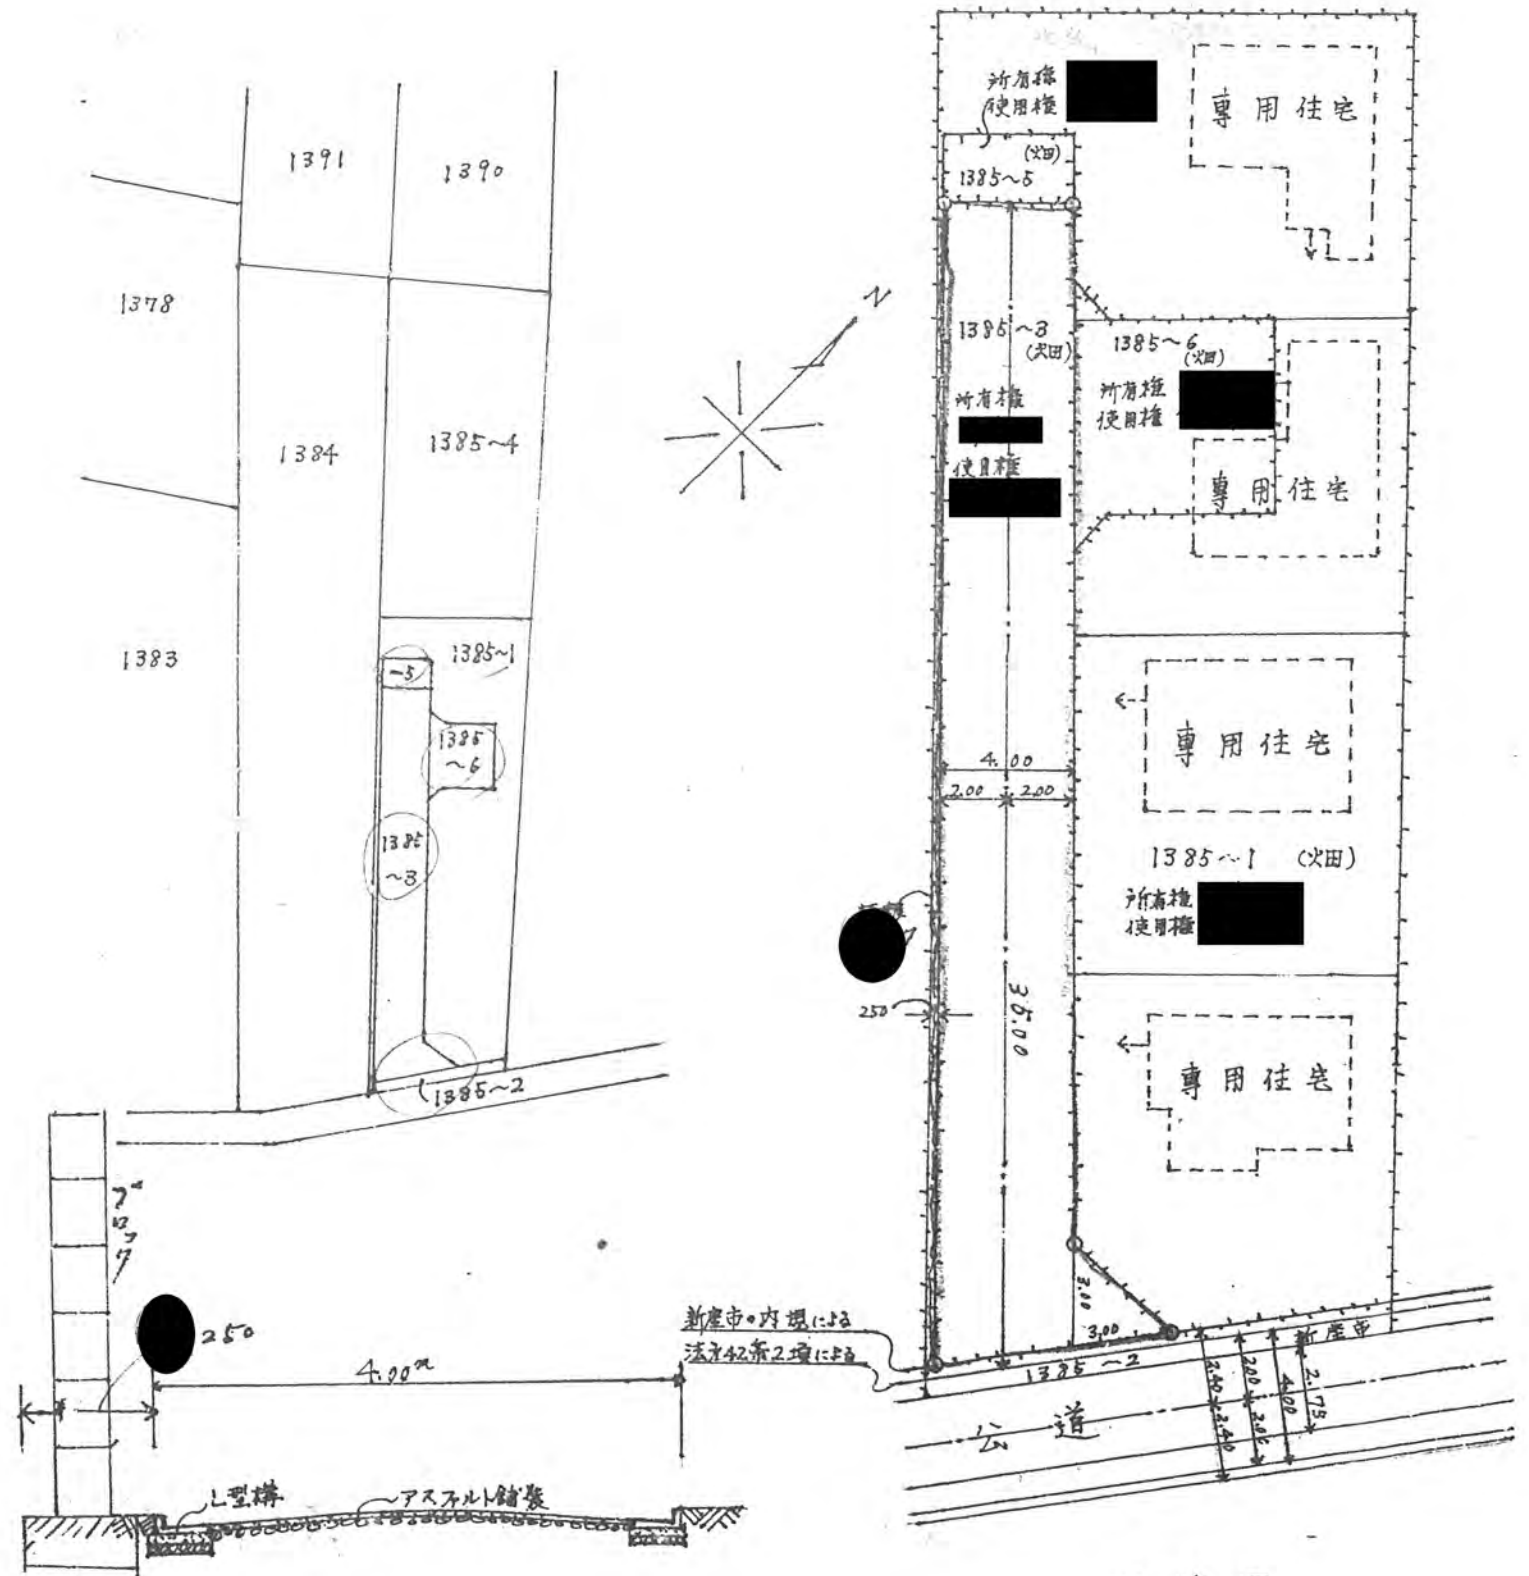 1391
1390
1378
1384
1385~4
1383
1385~1
-5
1385
~6
1385
~3
1385~2
N
所有権
使用権
(畑)
1385~5
専用住宅
1385~3
(畑)
所有権
使用権
1385~6
(畑)
所有権
使用権
専用住宅
専用住宅
4.00
2.00
2.00
1385~1 (畑)
所有権
使用権
250
35.00
専用住宅
3.00
3.00
新座市の内規による
法第42条2項による
1385~2
新座市
公道
2.40
2.40
2.00
2.00
4.00
2.75
ブロック
250
4.00m
L型溝
アスファルト舗装